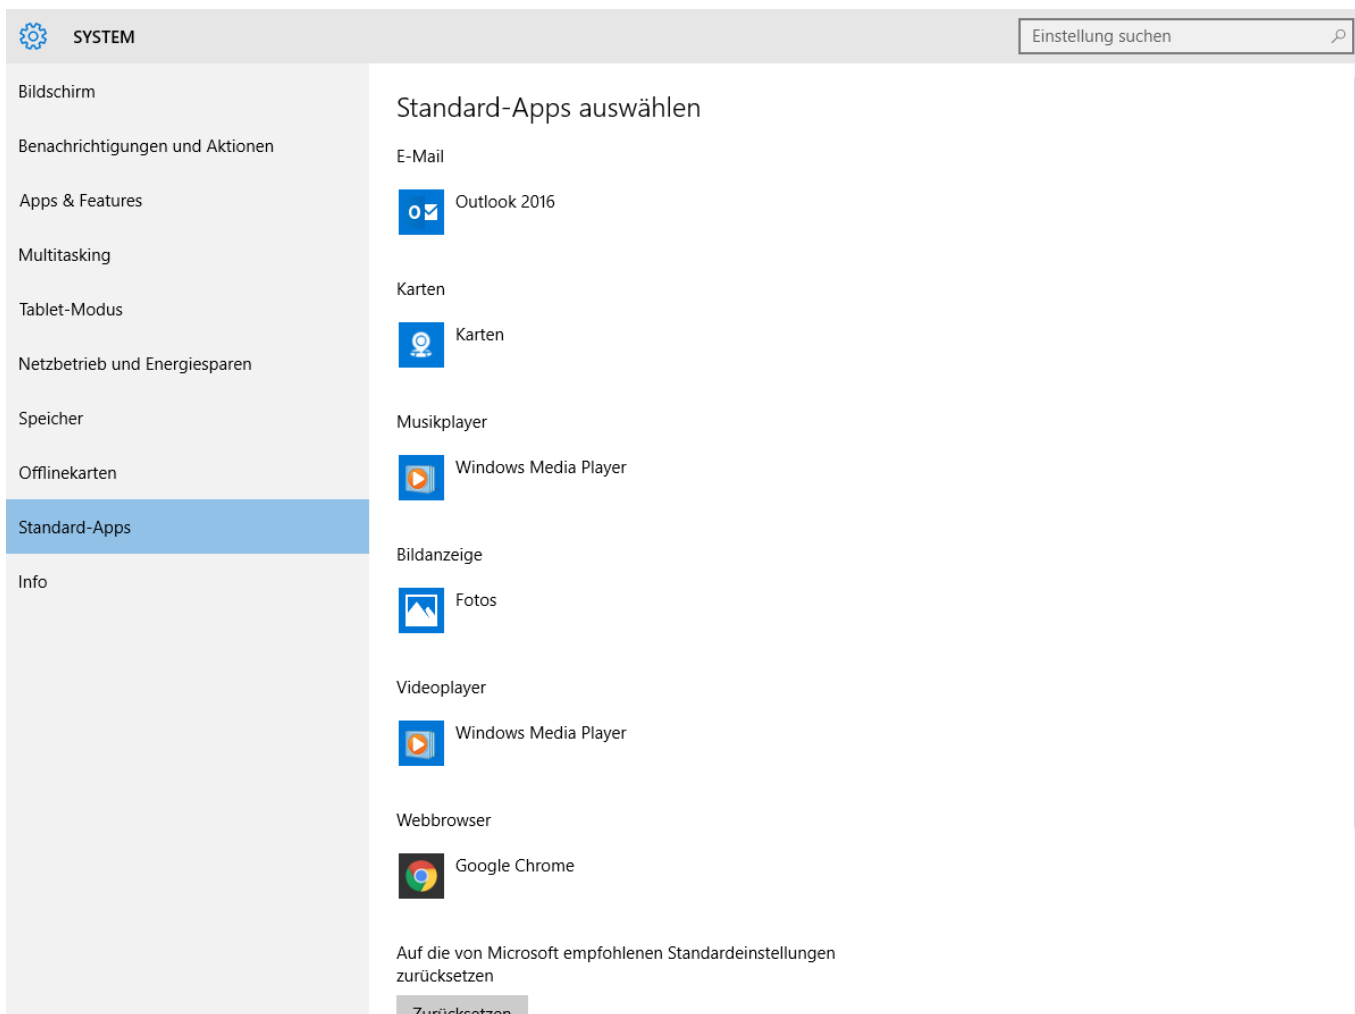 SYSTEM
Einstellung suchen
Bildschirm
Benachrichtigungen und Aktionen
Apps & Features
Multitasking
Tablet-Modus
Netzbetrieb und Energiesparen
Speicher
Offlinekarten
Standard-Apps
Info
Standard-Apps auswählen
E-Mail
Outlook 2016
Karten
Karten
Musikplayer
Windows Media Player
Bildanzeige
Fotos
Videoplayer
Windows Media Player
Webbrowser
Google Chrome
Auf die von Microsoft empfohlenen Standardeinstellungen
zurücksetzen
Zurücksetzen